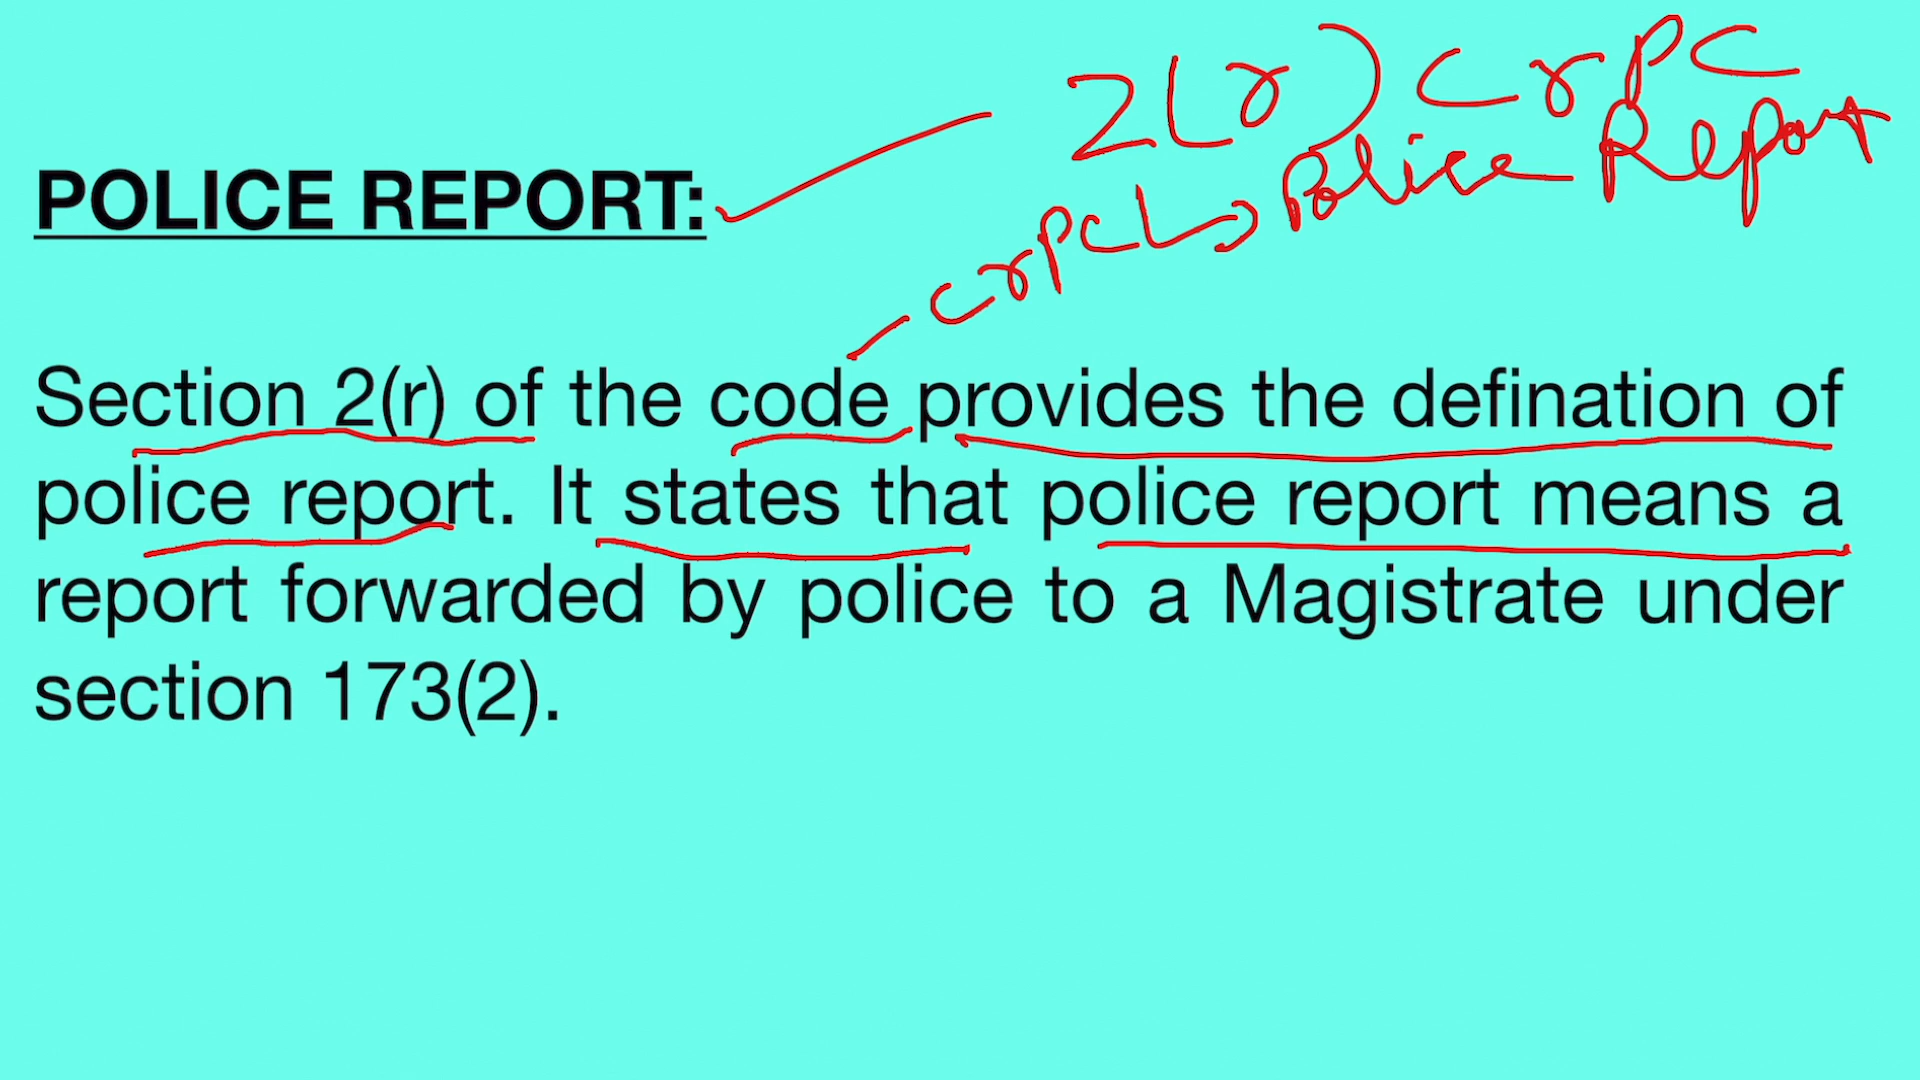 2(r) CrPC
Police Report
POLICE REPORT:
CrPC
Section 2(r) of the code provides the defination of
police report. It states that police report means a
report forwarded by police to a Magistrate under
section 173(2).